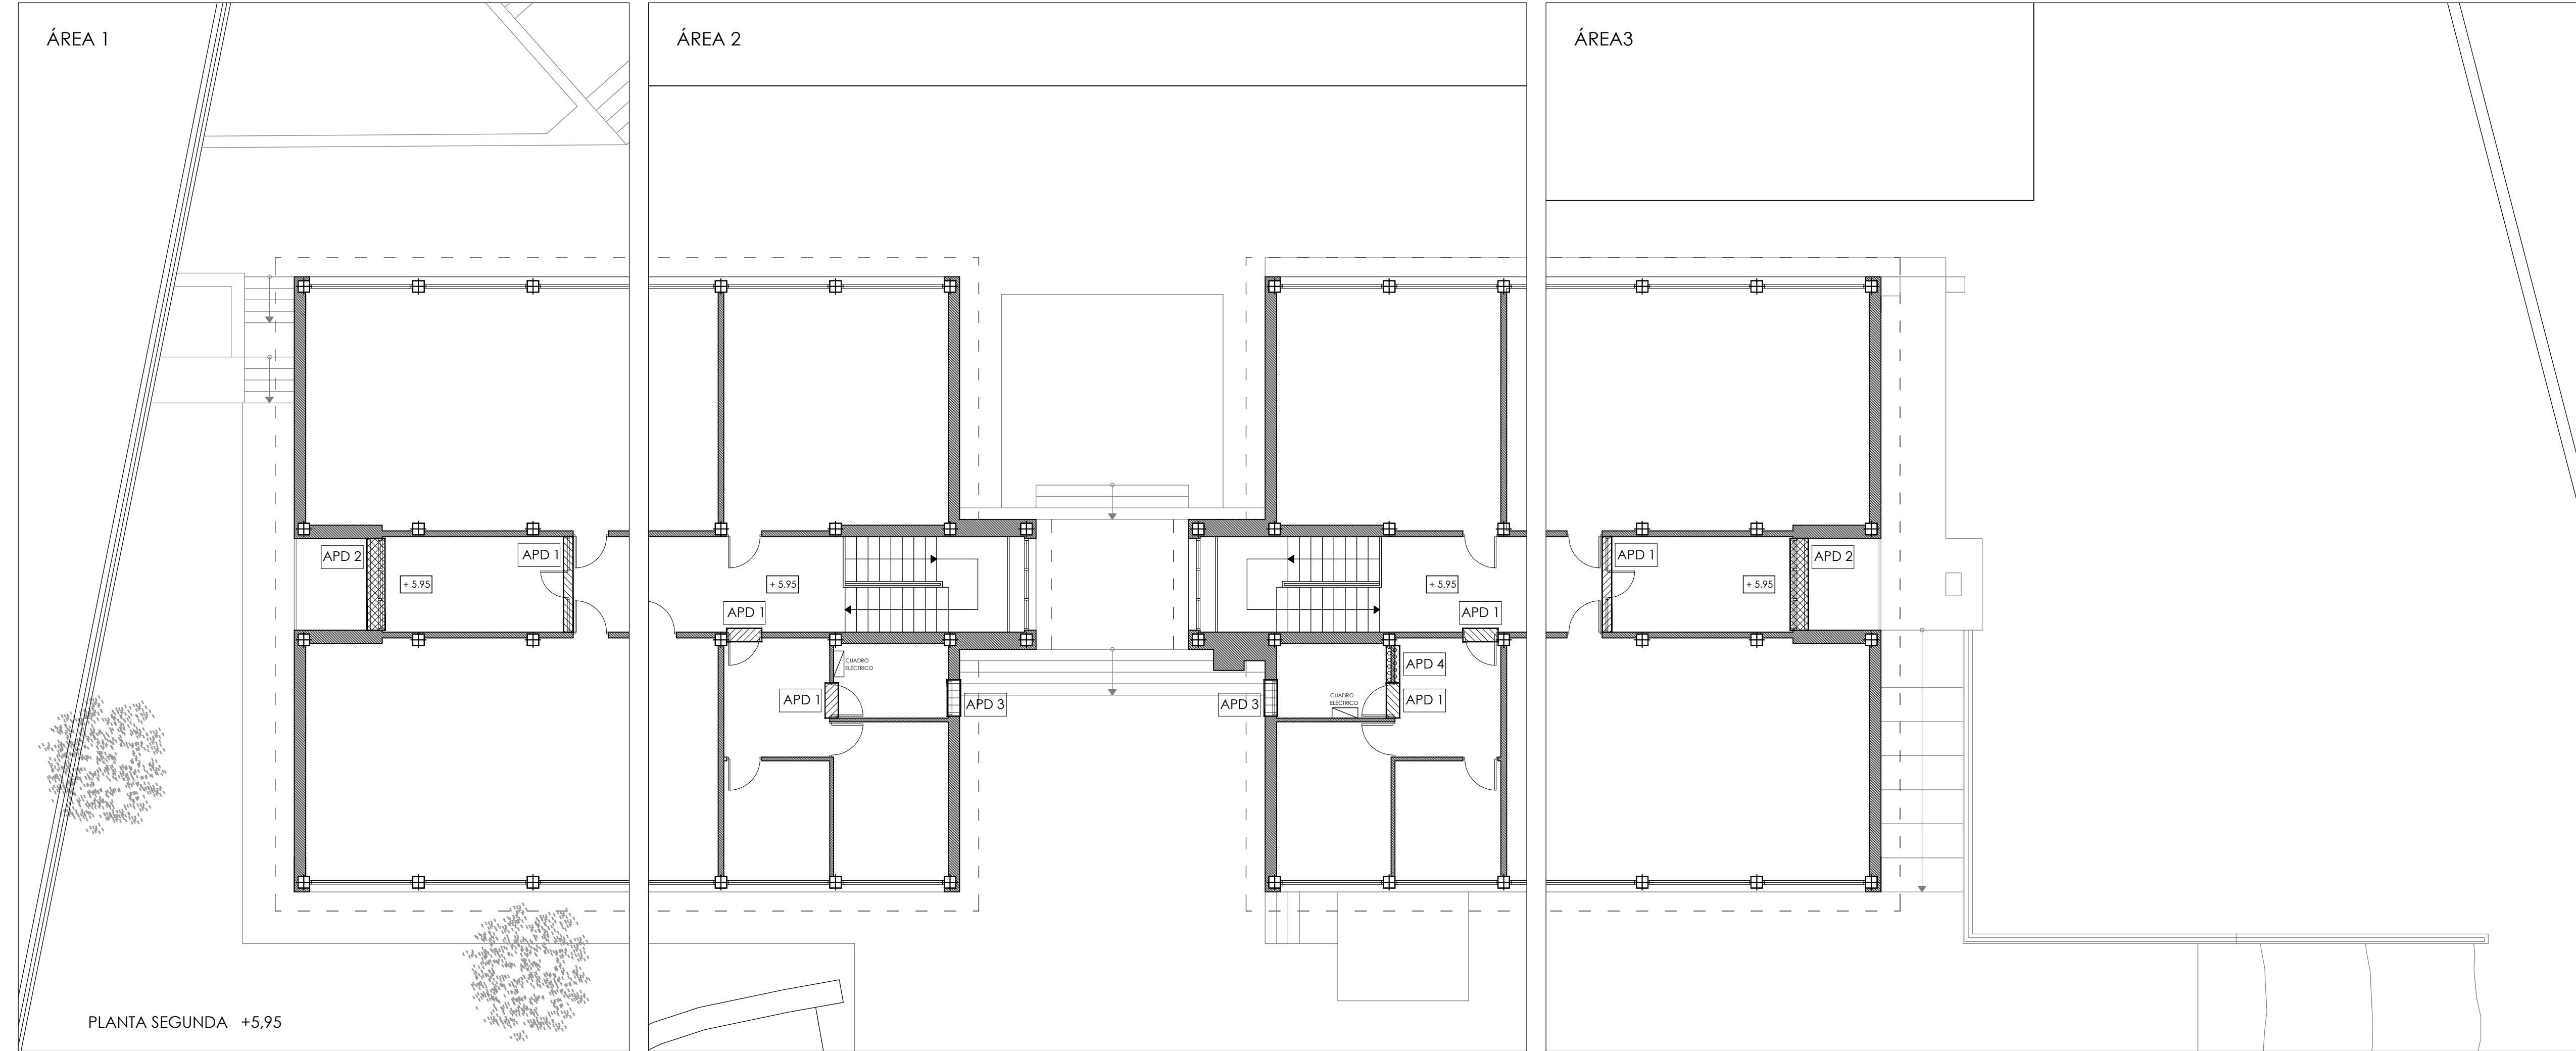 ÁREA 1
ÁREA 2
ÁREA3
APD 2
APD 1
+ 5.95
+ 5.95
APD 1
CUADRO
ELÉCTRICO
APD 1
APD 3
+ 5.95
APD 1
APD 4
APD 1
CUADRO
ELÉCTRICO
APD 3
APD 1
+ 5.95
APD 2
PLANTA SEGUNDA +5,95